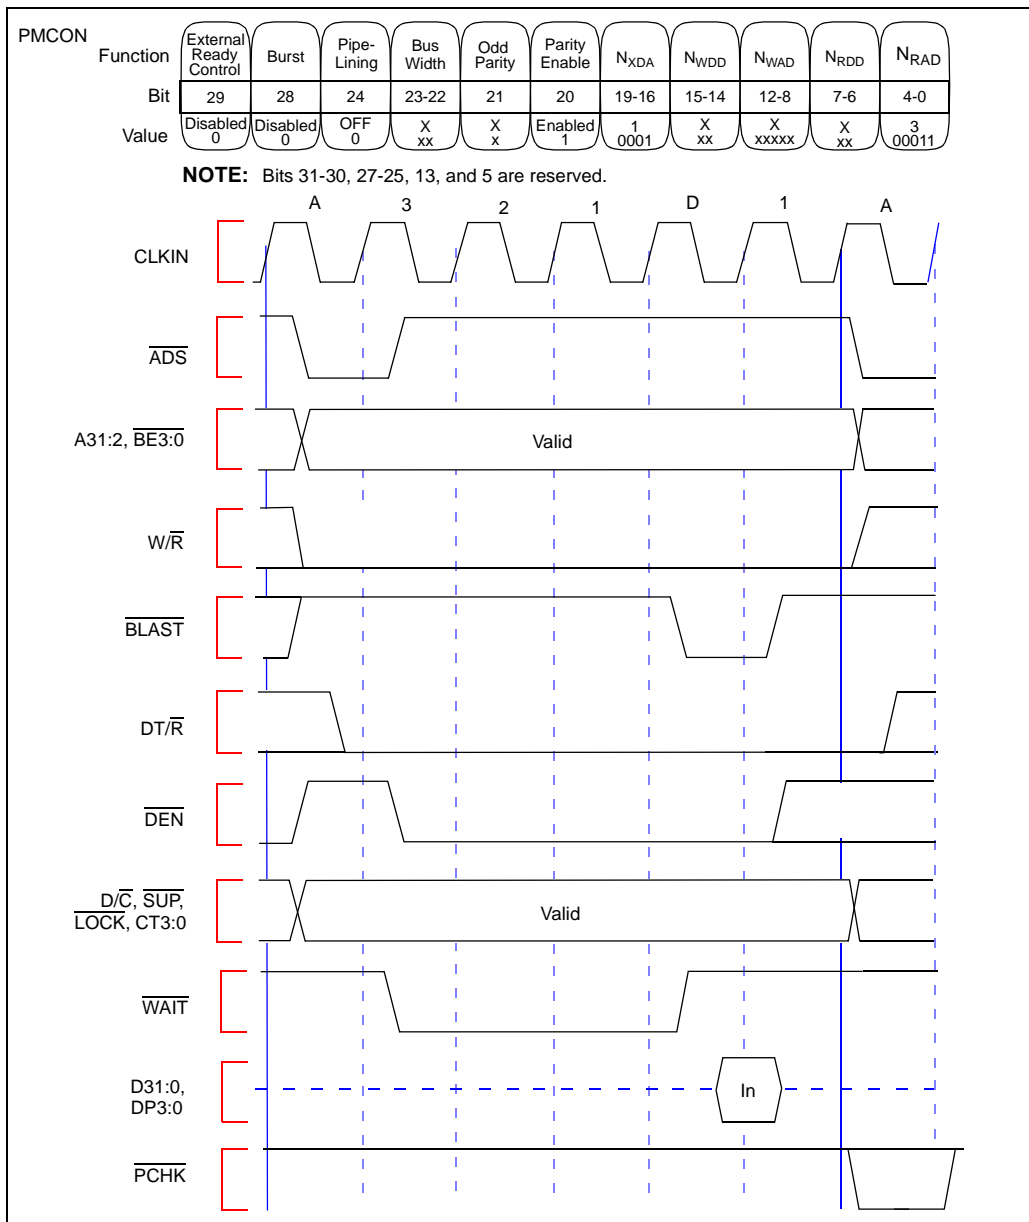 PMCON
Function External Ready Control Burst Pipe-Lining Bus Width Odd Parity Parity Enable NXDA NWDD NWAD NRDD NRAD
Bit 29 28 24 23-22 21 20 19-16 15-14 12-8 7-6 4-0
Value Disabled 0 Disabled 0 OFF 0 X xx X x Enabled 1 1 0001 X xx X xxxxx X xx 3 00011
NOTE: Bits 31-30, 27-25, 13, and 5 are reserved.
A 3 2 1 D 1 A
CLKIN
ADS
A31:2, BE3:0 Valid
W/R
BLAST
DT/R
DEN
D/C, SUP,
LOCK, CT3:0 Valid
WAIT
D31:0, In
DP3:0
PCHK